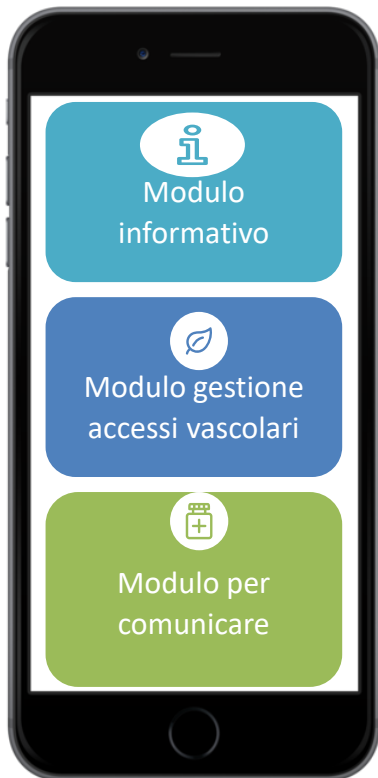 Modulo
informativo
Modulo gestione
accessi vascolari
Modulo per
comunicare